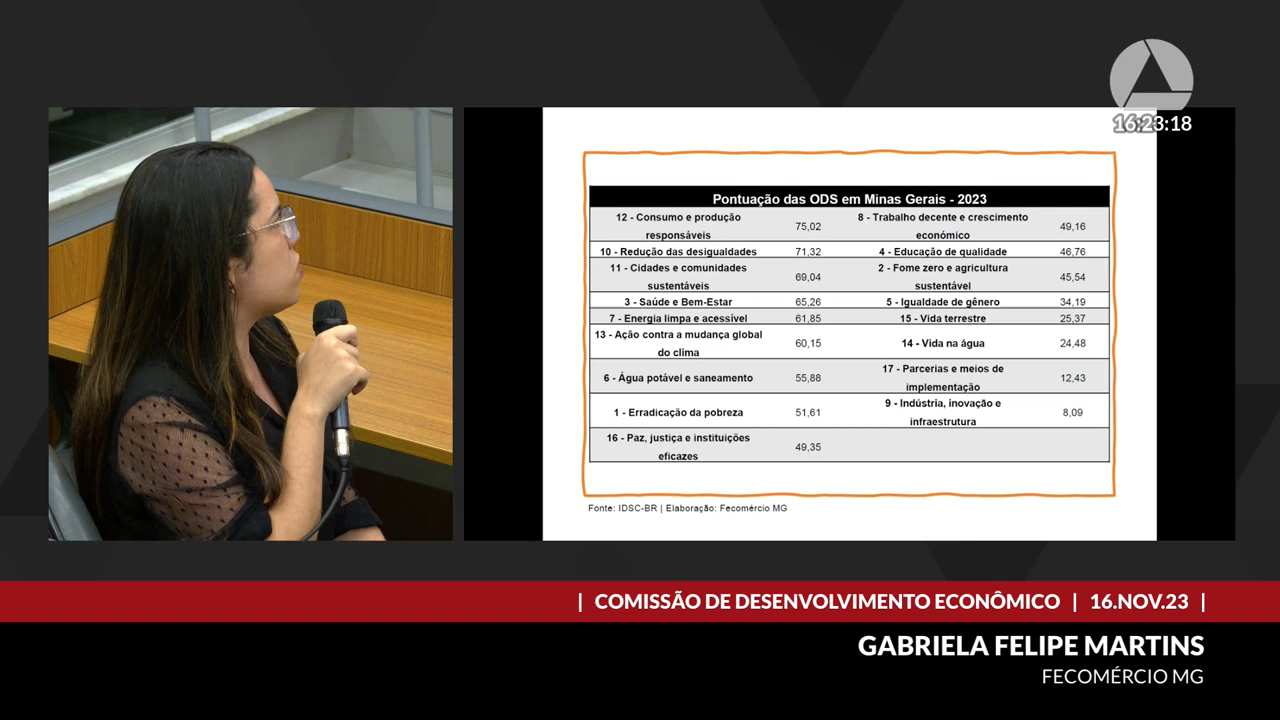 16:23:18
Pontuação das ODS em Minas Gerais - 2023
12 - Consumo e produção
responsáveis
75,02
8 - Trabalho decente e crescimento
económico
49,16
10 - Redução das desigualdades
71,32
4 - Educação de qualidade
46,76
11 - Cidades e comunidades
sustentáveis
69,04
2 - Fome zero e agricultura
sustentável
45,54
3 - Saúde e Bem-Estar
65,26
5 - Igualdade de gênero
34,19
7 - Energia limpa e acessível
61,85
15 - Vida terrestre
25,37
13 - Ação contra a mudança global
do clima
60,15
14 - Vida na água
24,48
6 - Água potável e saneamento
55,88
17 - Parcerias e meios de
implementação
12,43
1 - Erradicação da pobreza
51,61
9 - Indústria, inovação e
infraestrutura
8,09
16 - Paz, justiça e instituições
eficazes
49,35
Fonte: IDSC-BR | Elaboração: Fecomércio MG
| COMISSÃO DE DESENVOLVIMENTO ECONÔMICO | 16.NOV.23 |
GABRIELA FELIPE MARTINS
FECOMÉRCIO MG